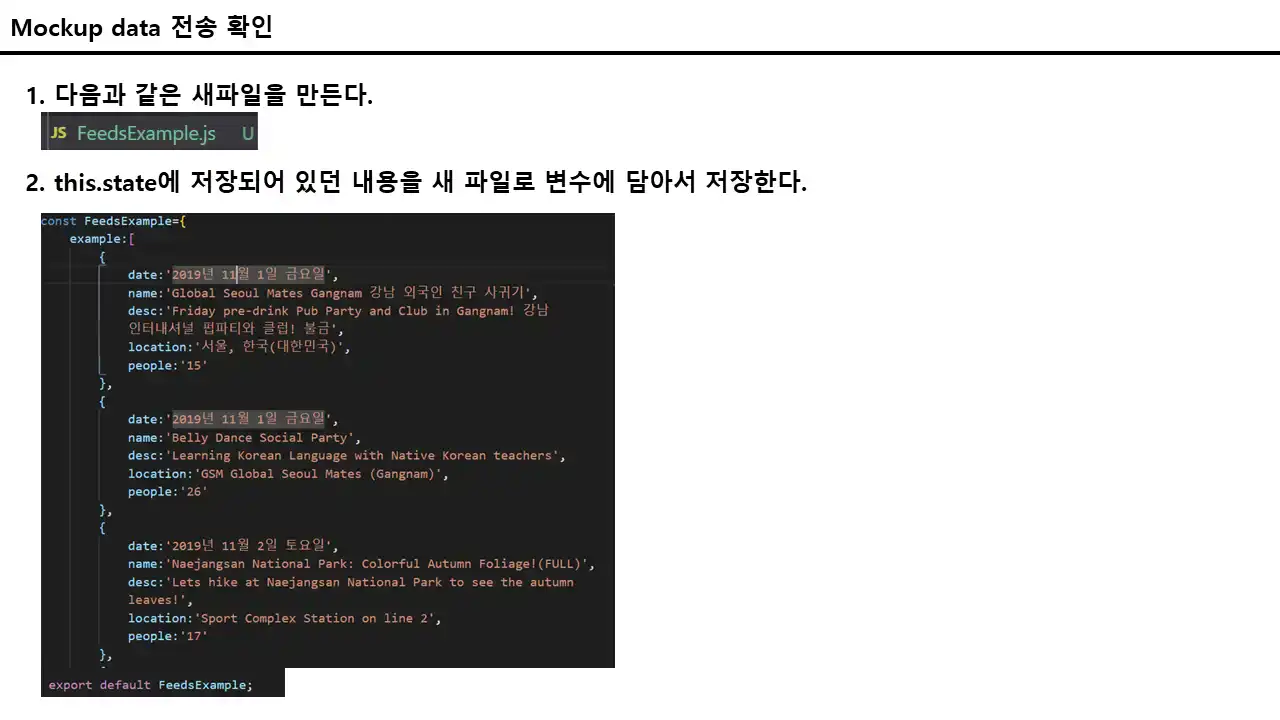 Mockup data 전송 확인
1. 다음과 같은 새파일을 만든다.
JS FeedsExample.js U
2. this.state에 저장되어 있던 내용을 새 파일로 변수에 담아서 저장한다.
const FeedsExample={
example:[
{
date:'2019년 11월 1일 금요일',
name:'Global Seoul Mates Gangnam 강남 외국인 친구 사귀기',
desc:'Friday pre-drink Pub Party and Club in Gangnam! 강남
인터내셔널 펍파티와 클럽! 불금',
location:'서울, 한국(대한민국)',
people:'15'
},
{
date:'2019년 11월 1일 금요일',
name:'Belly Dance Social Party',
desc:'Learning Korean Language with Native Korean teachers',
location:'GSM Global Seoul Mates (Gangnam)',
people:'26'
},
{
date:'2019년 11월 2일 토요일',
name:'Naejangsan National Park: Colorful Autumn Foliage!(FULL)',
desc:'Lets hike at Naejangsan National Park to see the autumn
leaves!',
location:'Sport Complex Station on line 2',
people:'17'
},
export default FeedsExample;